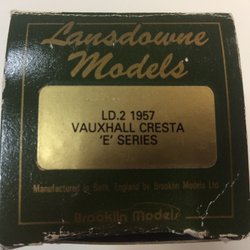 Lansdowne
Models
LD.2 1957
VAUXHALL CRESTA
'E' SERIES
Manufactured in Bath, England by Brooklin Models Ltd
Brooklin Models